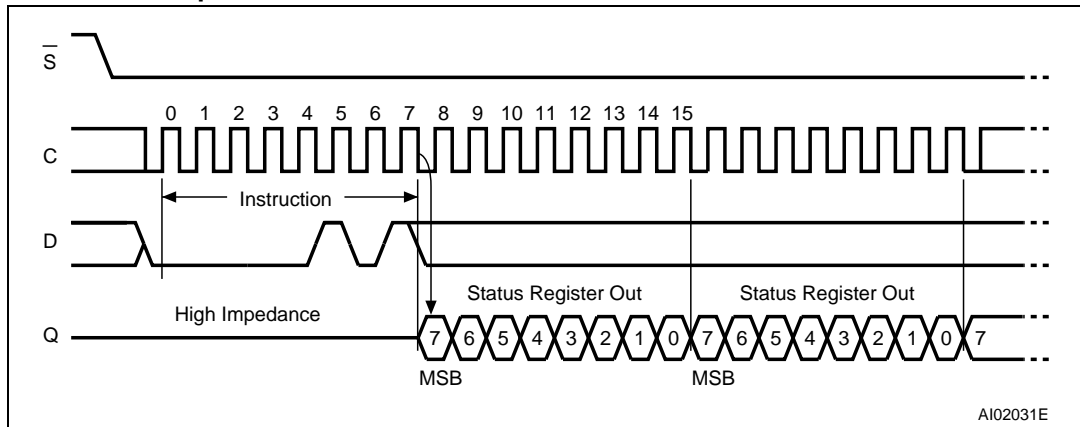 S
0 1 2 3 4 5 6 7 8 9 10 11 12 13 14 15
C
Instruction
D
Status Register Out Status Register Out
High Impedance
Q 7 6 5 4 3 2 1 0 7 6 5 4 3 2 1 0 7
MSB MSB
AI02031E